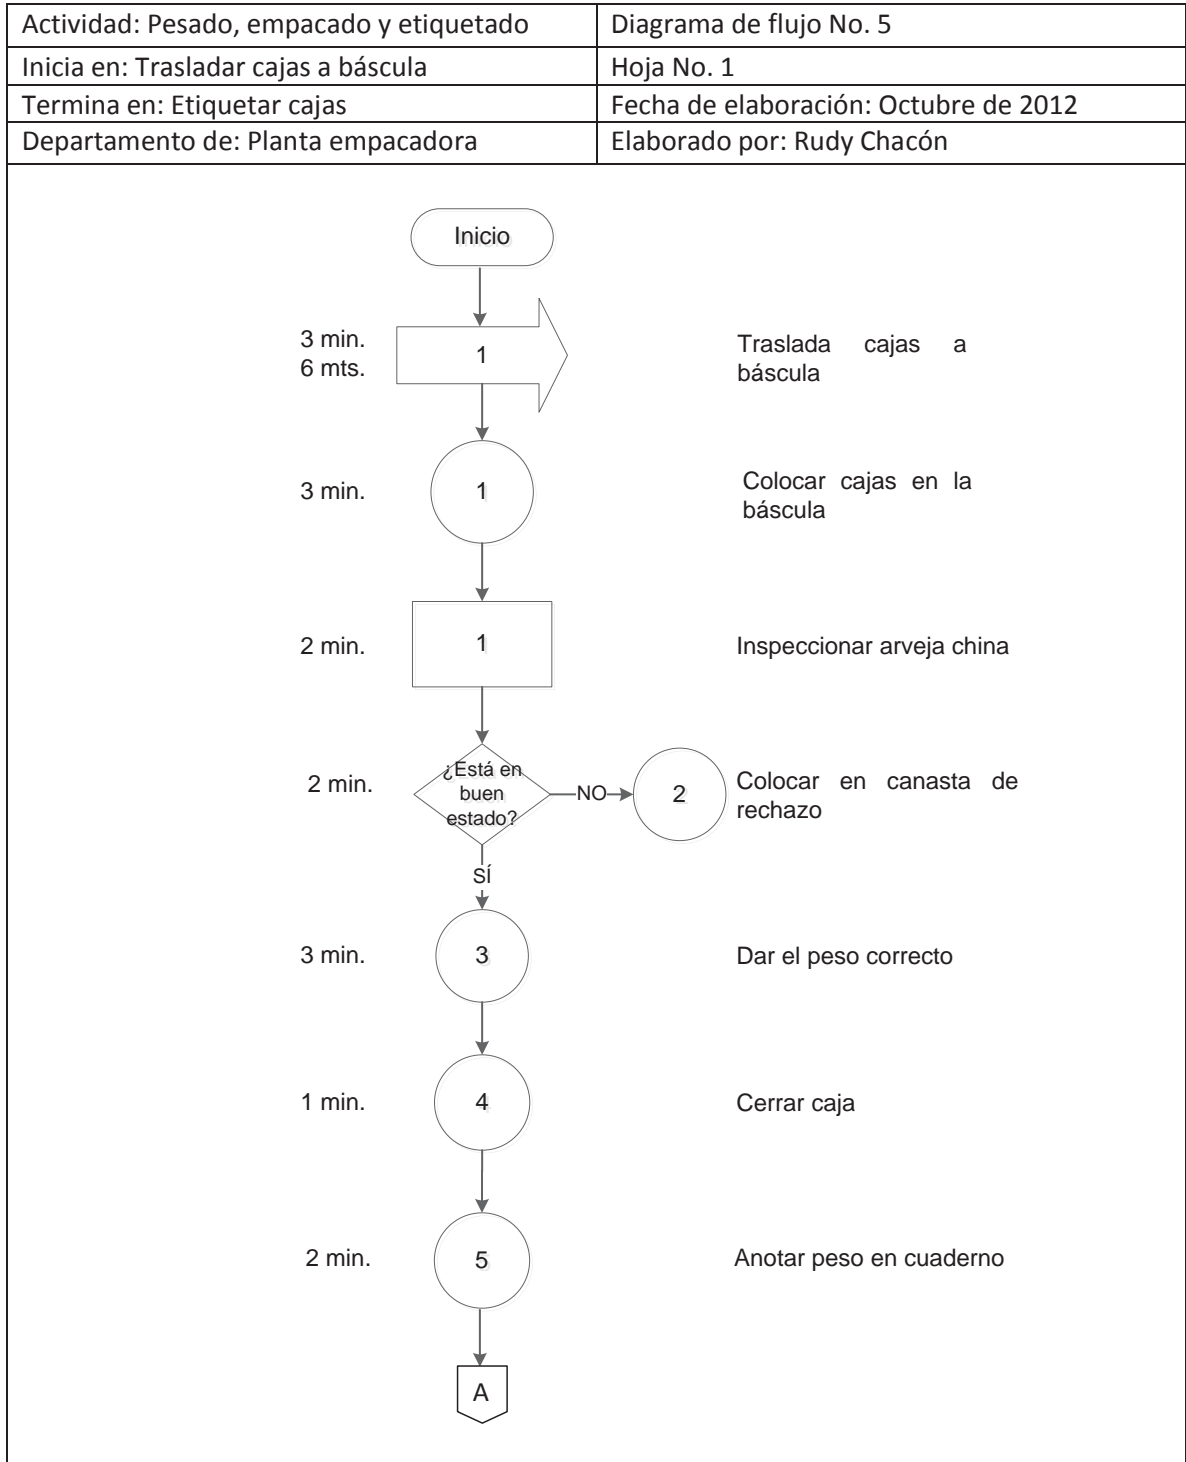 Actividad: Pesado, empacado y etiquetado
Diagrama de flujo No. 5
Inicia en: Trasladar cajas a báscula
Hoja No. 1
Termina en: Etiquetar cajas
Fecha de elaboración: Octubre de 2012
Departamento de: Planta empacadora
Elaborado por: Rudy Chacón
Inicio
3 min.
6 mts.
1
Traslada cajas a
báscula
3 min.
1
Colocar cajas en la
báscula
2 min.
1
Inspeccionar arveja china
2 min.
¿Está en
buen
estado?
NO
2
Colocar en canasta de
rechazo
SÍ
3 min.
3
Dar el peso correcto
1 min.
4
Cerrar caja
2 min.
5
Anotar peso en cuaderno
A